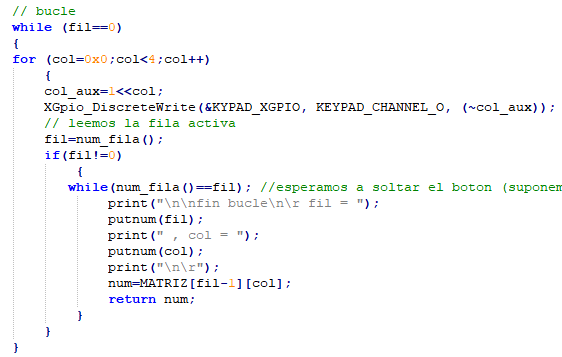 // bucle
while (fil==0)
{
for (col=0x0;col<4;col++)
{
col_aux=1<<col;
XGpio_DiscreteWrite(&KYPAD_XGPIO, KEYPAD_CHANNEL_O, (~col_aux));
// leemos la fila activa
fil=num_fila();
if(fil!=0)
{
while(num_fila()==fil); //esperamos a soltar el boton (suponem
print("\n\nfin bucle\n\r fil = ");
putnum(fil);
print(" , col = ");
putnum(col);
print("\n\r");
num=MATRIZ[fil-1][col];
return num;
}
}
}